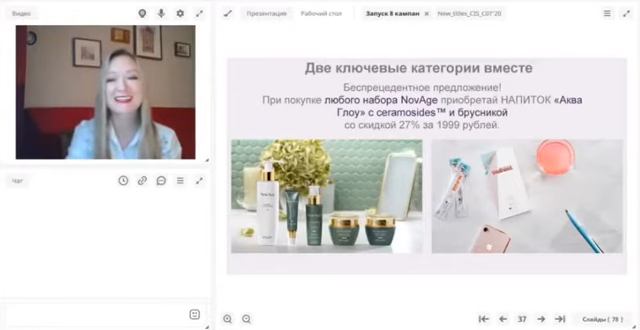 Видео
Презентация
Рабочий стол
Запуск 8 кампан
New_titles_CIS_C07'20
Две ключевые категории вместе
Беспрецедентное предложение!
При покупке любого набора NovAge приобретай НАПИТОК «Аква
Глоу» с ceramosides™ и брусникой
со скидкой 27% за 1999 рублей.
Чат
37
Слайды ( 78 )